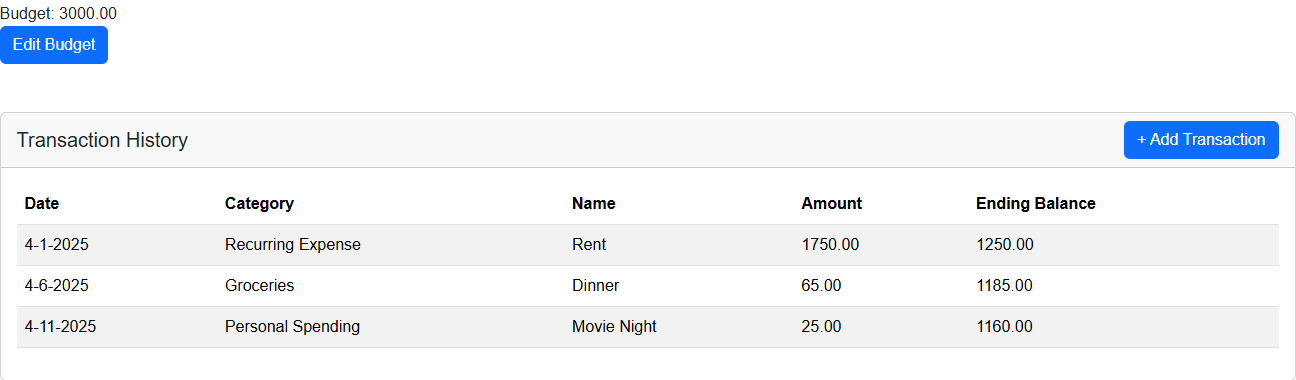 Budget: 3000.00
Edit Budget
Transaction History + Add Transaction
Date Category Name Amount Ending Balance
4-1-2025 Recurring Expense Rent 1750.00 1250.00
4-6-2025 Groceries Dinner 65.00 1185.00
4-11-2025 Personal Spending Movie Night 25.00 1160.00